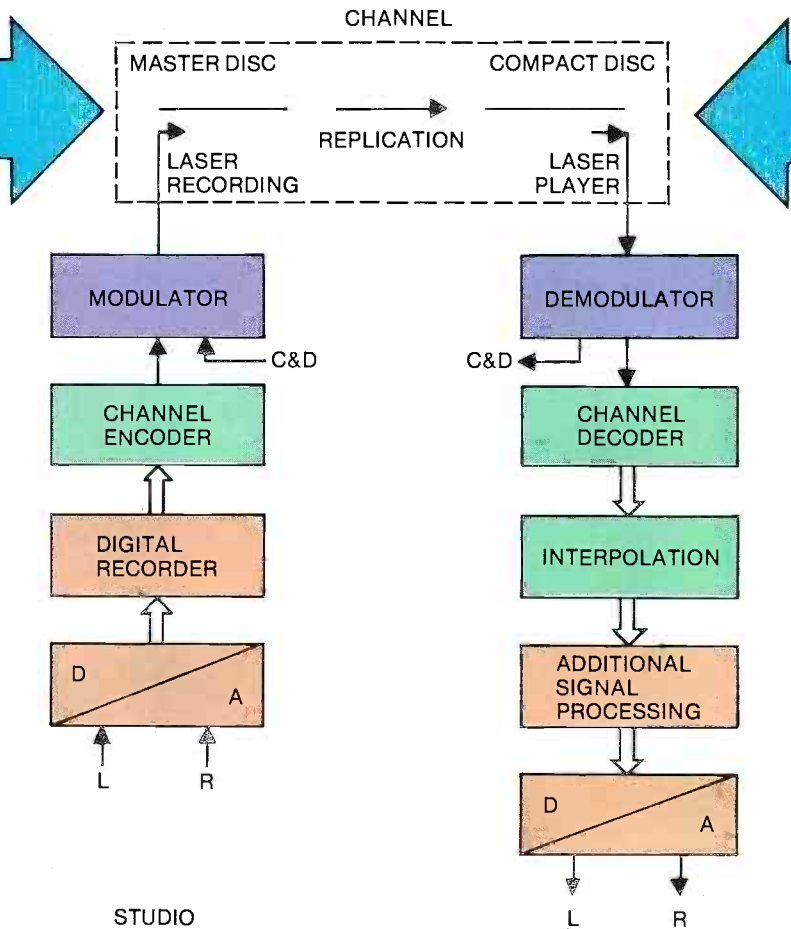 CHANNEL
MASTER DISC
COMPACT DISC
REPLICATION
LASER
RECORDING
LASER
PLAYER
MODULATOR
C&D
CHANNEL
ENCODER
DIGITAL
RECORDER
D
A
L R
STUDIO
DEMODULATOR
C&D
CHANNEL
DECODER
INTERPOLATION
ADDITIONAL
SIGNAL
PROCESSING
D
A
L R